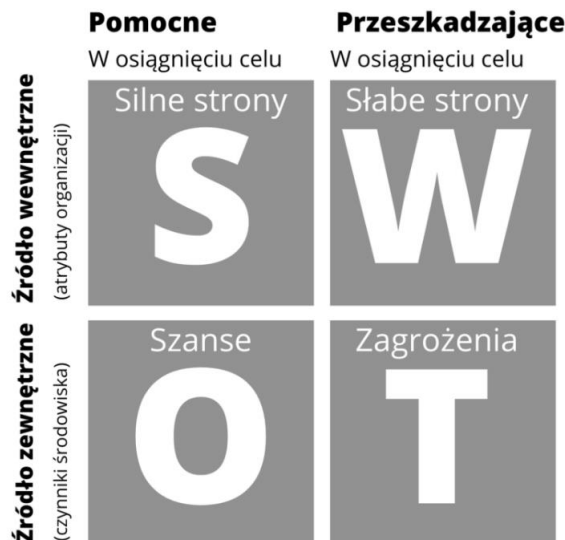 Pomocne
W osiągnięciu celu
Przeszkadzające
W osiągnięciu celu
Źródło wewnętrzne
(atrybuty organizacji)
Silne strony
S
Słabe strony
W
Źródło zewnętrzne
(czynniki środowiska)
Szanse
O
Zagrożenia
T